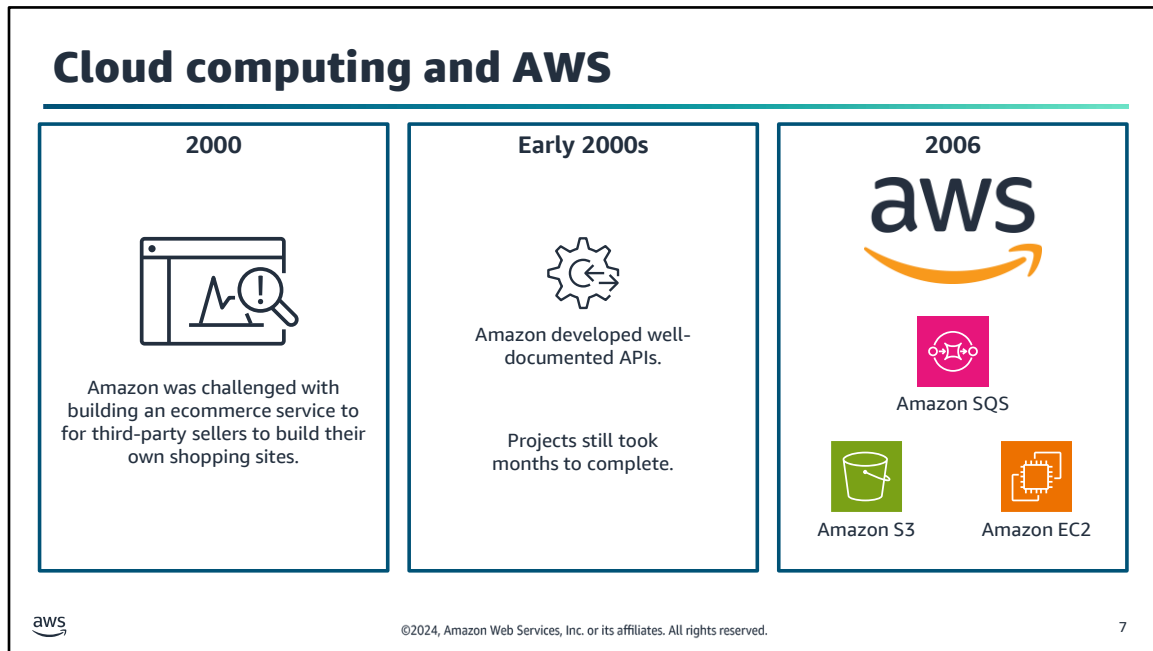 Cloud computing and AWS
2000
Amazon was challenged with
building an ecommerce service to
for third-party sellers to build their
own shopping sites.
Early 2000s
Amazon developed well-
documented APIs.
Projects still took
months to complete.
2006
aws
Amazon SQS
Amazon S3
Amazon EC2
aws
©2024, Amazon Web Services, Inc. or its affiliates. All rights reserved.
7